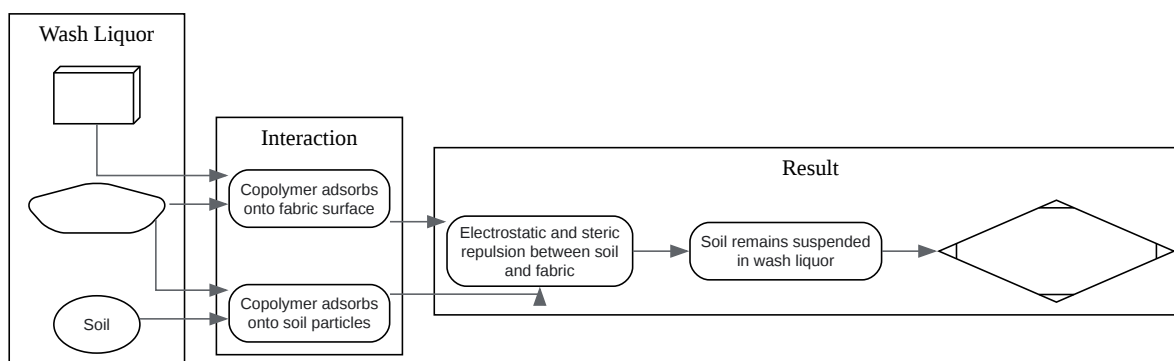 Wash Liquor
Soil
Interaction
Copolymer adsorbs
onto fabric surface
Copolymer adsorbs
onto soil particles
Result
Electrostatic and steric
repulsion between soil
and fabric
Soil remains suspended
in wash liquor